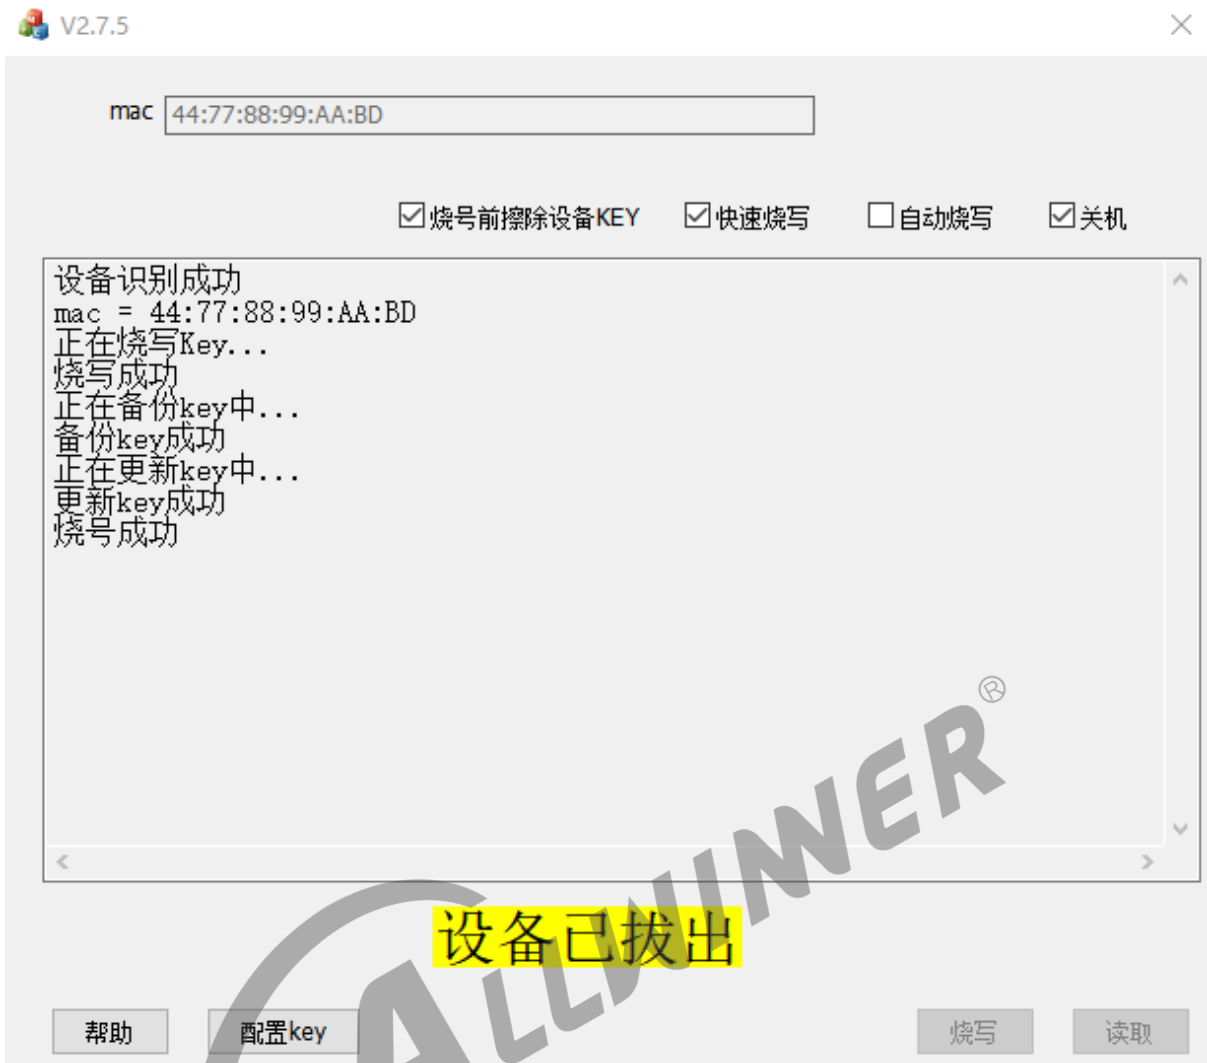 V2.7.5
mac 44:77:88:99:AA:BD
烧号前擦除设备KEY 快速烧写 自动烧写 关机
设备识别成功
mac = 44:77:88:99:AA:BD
正在烧写Key...
烧写成功
正在备份key中...
备份key成功
正在更新key中...
更新key成功
烧号成功
ALLWINNER®
设备已拔出
帮助 配置key 烧写 读取